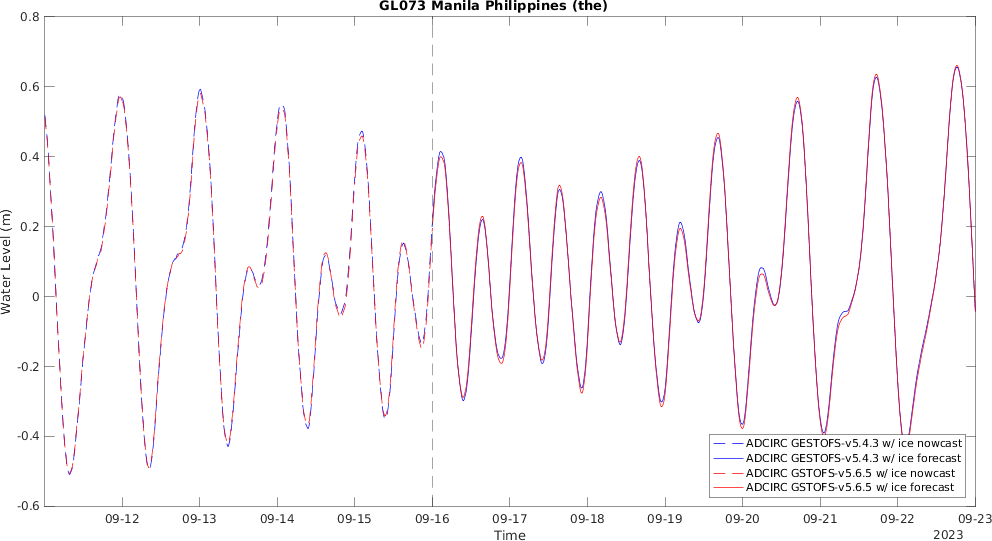 GL073 Manila Philippines (the)
0.8
0.6
0.4
0.2
0
-0.2
-0.4
-0.6
Water Level (m)
09-12 09-13 09-14 09-15 09-16 09-17 09-18 09-19 09-20 09-21 09-22 09-23
Time
2023
ADCIRC GESTOFS-v5.4.3 w/ ice nowcast
ADCIRC GESTOFS-v5.4.3 w/ ice forecast
ADCIRC GSTOFS-v5.6.5 w/ ice nowcast
ADCIRC GSTOFS-v5.6.5 w/ ice forecast